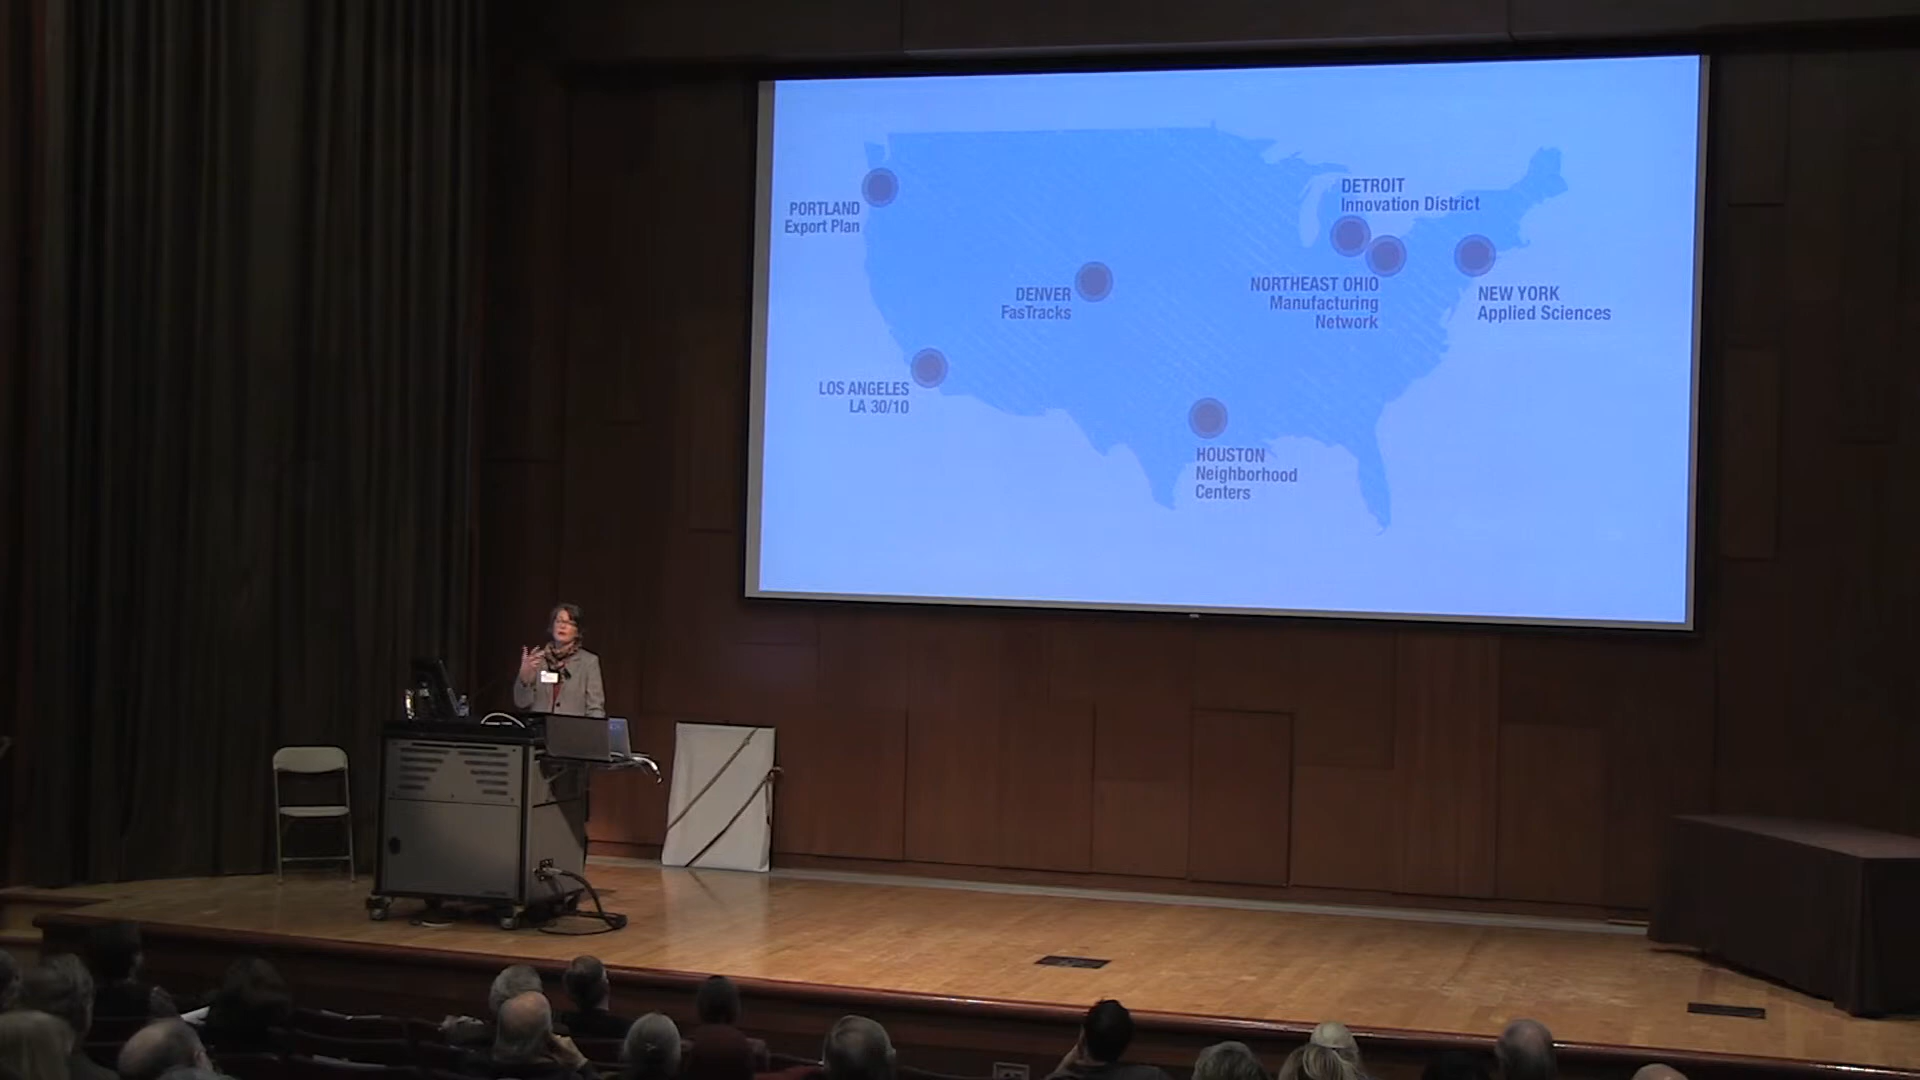 DETROIT
Innovation District
PORTLAND
Export Plan
DENVER
FasTracks
NORTHEAST OHIO
Manufacturing
Network
NEW YORK
Applied Sciences
LOS ANGELES
LA 30/10
HOUSTON
Neighborhood
Centers